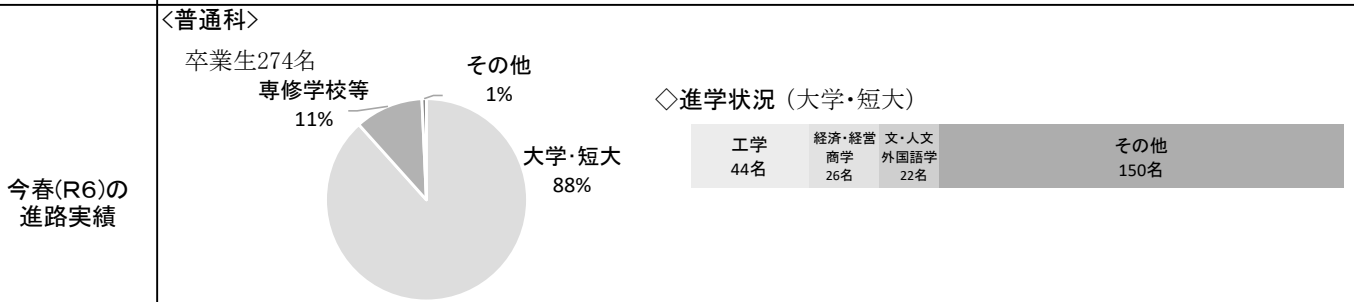 今春(R6)の
進路実績
<普通科>
卒業生274名
専修学校等
11%
その他
1%
大学・短大
88%
◇進学状況（大学・短大）
工学
44名
経済・経営
商学
26名
文・人文
外国語学
22名
その他
150名